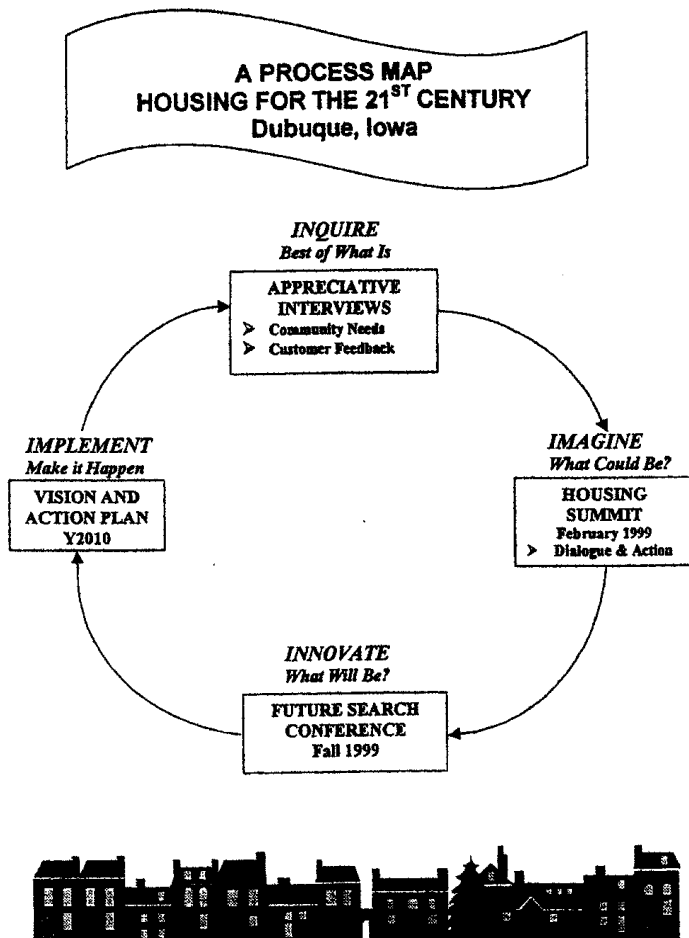 A PROCESS MAP
HOUSING FOR THE 21ST CENTURY
Dubuque, Iowa
INQUIRE
Best of What Is
APPRECIATIVE
INTERVIEWS
➢ Community Needs
➢ Customer Feedback
IMAGINE
What Could Be?
HOUSING
SUMMIT
February 1999
➢ Dialogue & Action
INNOVATE
What Will Be?
FUTURE SEARCH
CONFERENCE
Fall 1999
IMPLEMENT
Make it Happen
VISION AND
ACTION PLAN
Y2010